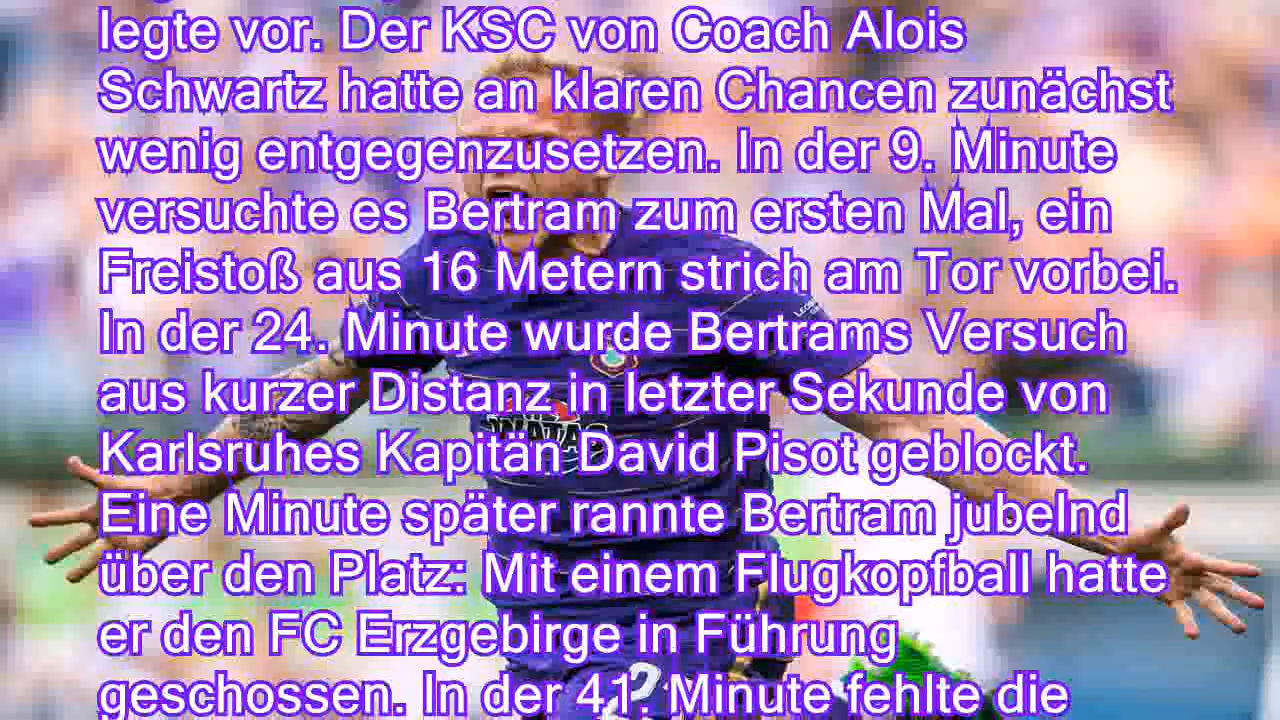 legte vor. Der KSC von Coach Alois
Schwartz hatte an klaren Chancen zunächst
wenig entgegenzusetzen. In der 9. Minute
versuchte es Bertram zum ersten Mal, ein
Freistoß aus 16 Metern strich am Tor vorbei.
In der 24. Minute wurde Bertrams Versuch
aus kurzer Distanz in letzter Sekunde von
Karlsruhes Kapitän David Pisot geblockt.
Eine Minute später rannte Bertram jubelnd
über den Platz: Mit einem Flugkopfball hatte
er den FC Erzgebirge in Führung
geschossen. In der 41. Minute fehlte die